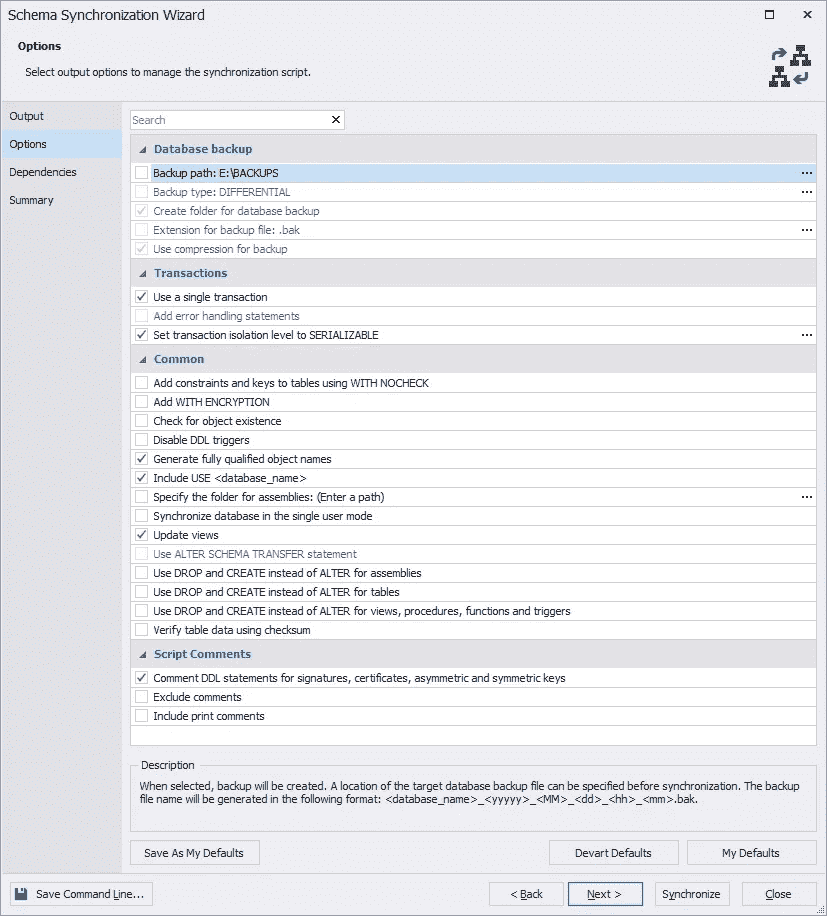 Schema Synchronization Wizard
Options
Select output options to manage the synchronization script.
Output
Options
Dependencies
Summary
Search
Database backup
Backup path: E:\BACKUPS
Backup type: DIFFERENTIAL
Create folder for database backup
Extension for backup file: .bak
Use compression for backup
Transactions
Use a single transaction
Add error handling statements
Set transaction isolation level to SERIALIZABLE
Common
Add constraints and keys to tables using WITH NOCHECK
Add WITH ENCRYPTION
Check for object existence
Disable DDL triggers
Generate fully qualified object names
Include USE <database_name>
Specify the folder for assemblies: (Enter a path)
Synchronize database in the single user mode
Update views
Use ALTER SCHEMA TRANSFER statement
Use DROP and CREATE instead of ALTER for assemblies
Use DROP and CREATE instead of ALTER for tables
Use DROP and CREATE instead of ALTER for views, procedures, functions and triggers
Verify table data using checksum
Script Comments
Comment DDL statements for signatures, certificates, asymmetric and symmetric keys
Exclude comments
Include print comments
Description
When selected, backup will be created. A location of the target database backup file can be specified before synchronization. The backup
file name will be generated in the following format: <database_name>_<yyyyy>_<MM>_<dd>_<hh>_<mm>.bak.
Save As My Defaults
Devart Defaults
My Defaults
Save Command Line...
< Back
Next >
Synchronize
Close